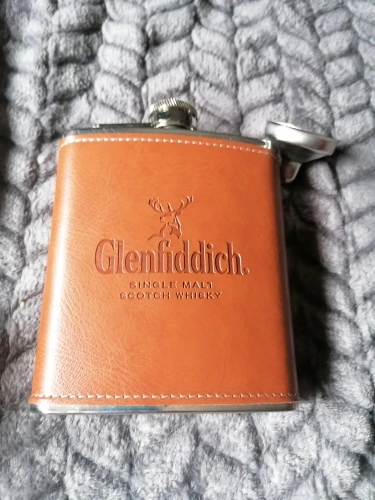 Glenfiddich.
SINGLE MALT
SCOTCH WHISKY